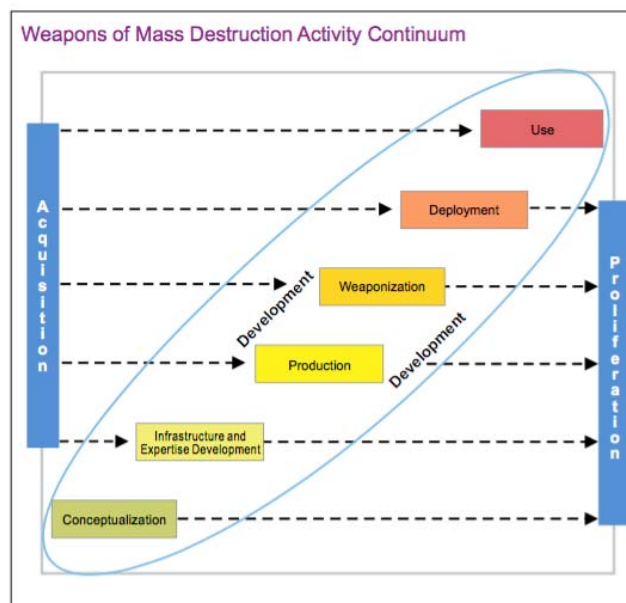 Weapons of Mass Destruction Activity Continuum
Use
Acquisition
Deployment
Proliferation
Weaponization
Development
Production
Development
Infrastructure and
Expertise Development
Conceptualization